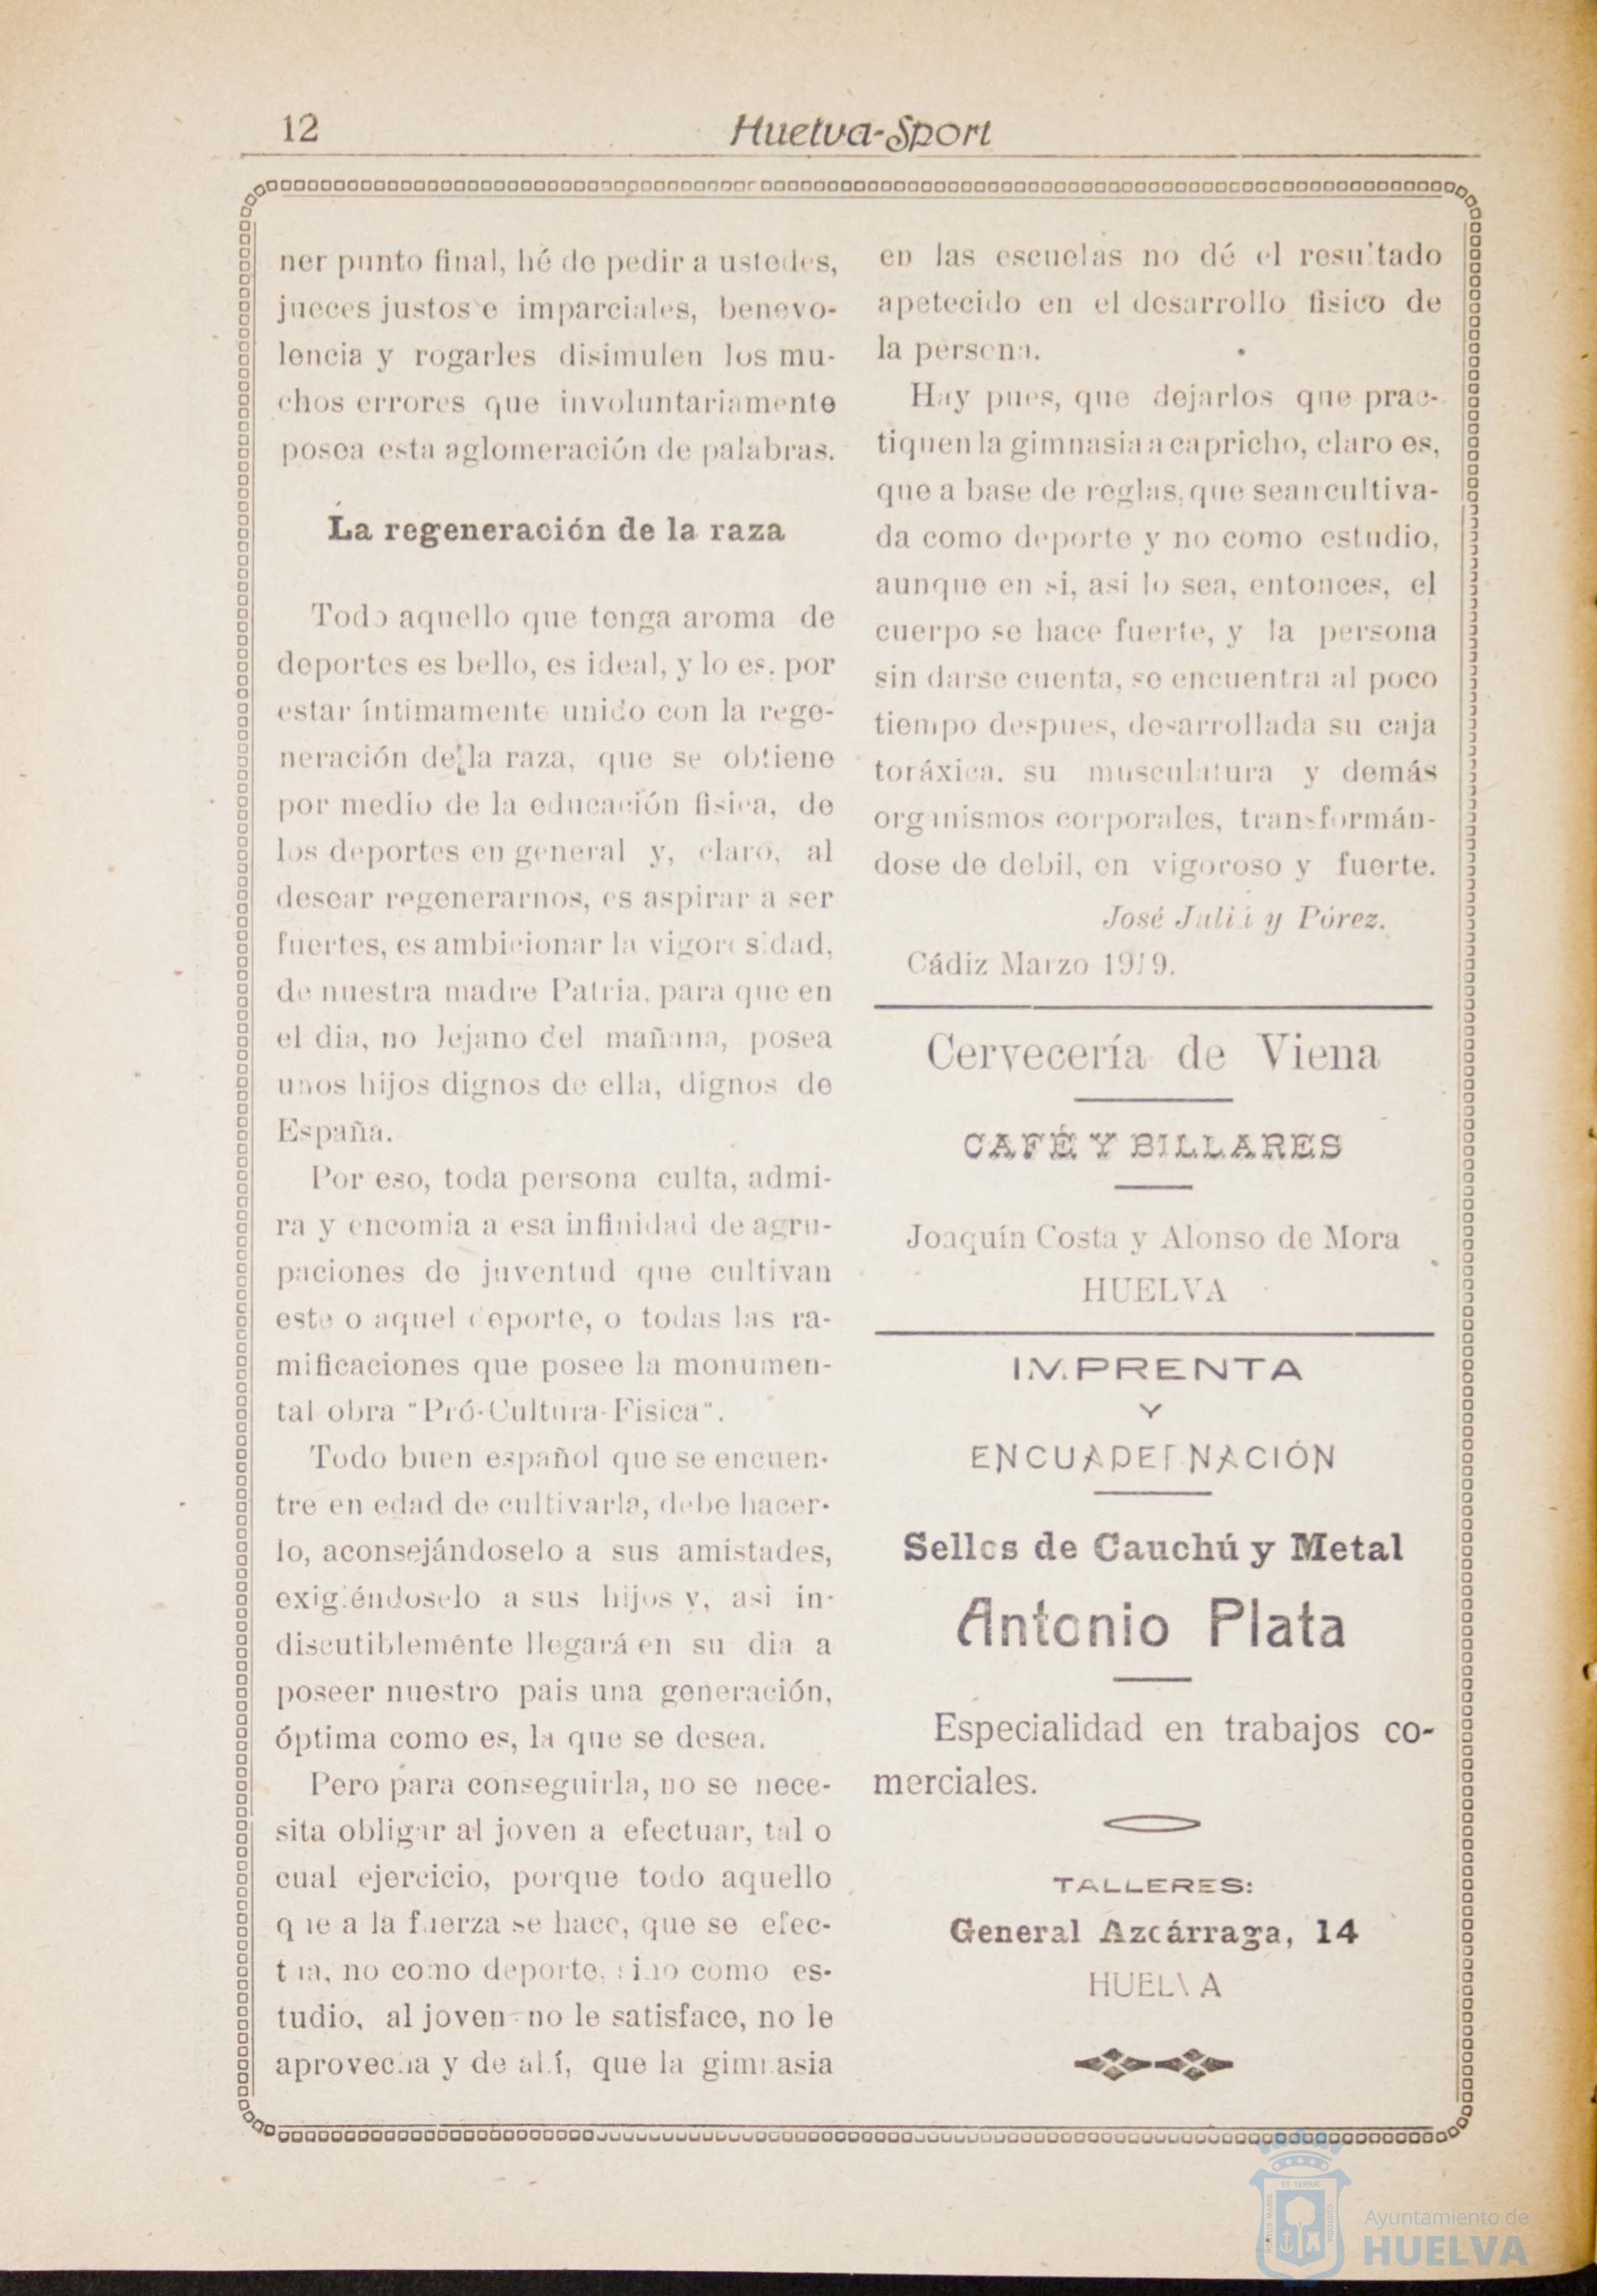 12
Huelva-Sport
ner punto final, hé de pedir a ustedes,
jueces justos e imparciales, benevo-
lencia y rogarles disimulen los mu-
chos errores que involuntariamente
posea esta aglomeración de palabras.
La regeneración de la raza
Todo aquello que tenga aroma de
deportes es bello, es ideal, y lo es, por
estar íntimamente unido con la rege-
neración de la raza, que se obtiene
por medio de la educación fisica, de
los deportes en general y, claro, al
desear regenerarnos, es aspirar a ser
fuertes, es ambicionar la vigorosidad,
de nuestra madre Patria, para que en
el dia, no lejano del mañana, posea
unos hijos dignos de ella, dignos de
España.
Por eso, toda persona culta, admi-
ra y encomia a esa infinidad de agru-
paciones de juventud que cultivan
este o aquel deporte, o todas las ra-
mificaciones que posee la monumen-
tal obra "Pró-Cultura-Fisica".
Todo buen español que se encuen-
tre en edad de cultivarla, debe hacer-
lo, aconsejándoselo a sus amistades,
exigiéndoselo a sus hijos y, asi in-
discutiblemente llegará en su dia a
poseer nuestro pais una generación,
óptima como es, la que se desea.
Pero para conseguirla, no se nece-
sita obligar al joven a efectuar, tal o
cual ejercicio, porque todo aquello
que a la fuerza se hace, que se efec-
tua, no como deporte, sino como es-
tudio, al joven no le satisface, no le
aprovecha y de ahí, que la gimnasia
en las escuelas no dé el resultado
apetecido en el desarrollo fisico de
la persona.
Hay pues, que dejarlos que prac-
tiquen la gimnasia a capricho, claro es,
que a base de reglas, que sean cultiva-
da como deporte y no como estudio,
aunque en si, asi lo sea, entonces, el
cuerpo se hace fuerte, y la persona
sin darse cuenta, se encuentra al poco
tiempo despues, desarrollada su caja
toráxica, su musculatura y demás
organismos corporales, transformán-
dose de debil, en vigoroso y fuerte.
José Juliá y Pérez.
Cádiz Marzo 1919.
Cervecería de Viena
CAFÉ Y BILLARES
Joaquín Costa y Alonso de Mora
HUELVA
IMPRENTA
Y
ENCUADERNACIÓN
Sellos de Cauchú y Metal
Antonio Plata
Especialidad en trabajos co-
merciales.
TALLERES:
General Azcárraga, 14
HUELVA
Ayuntamiento de
HUELVA